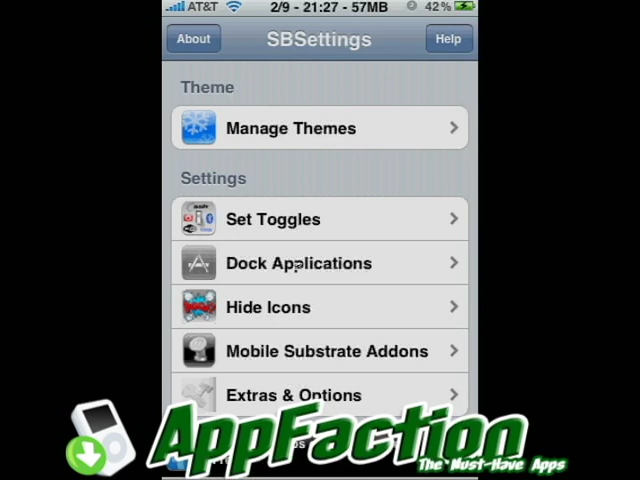 AT&T 2/9 - 21:27 - 57MB 42%
About SBSettings Help
Theme
Manage Themes
Settings
Set Toggles
Dock Applications
Hide Icons
Mobile Substrate Addons
Extras & Options
AppFaction
The Must-Have Apps